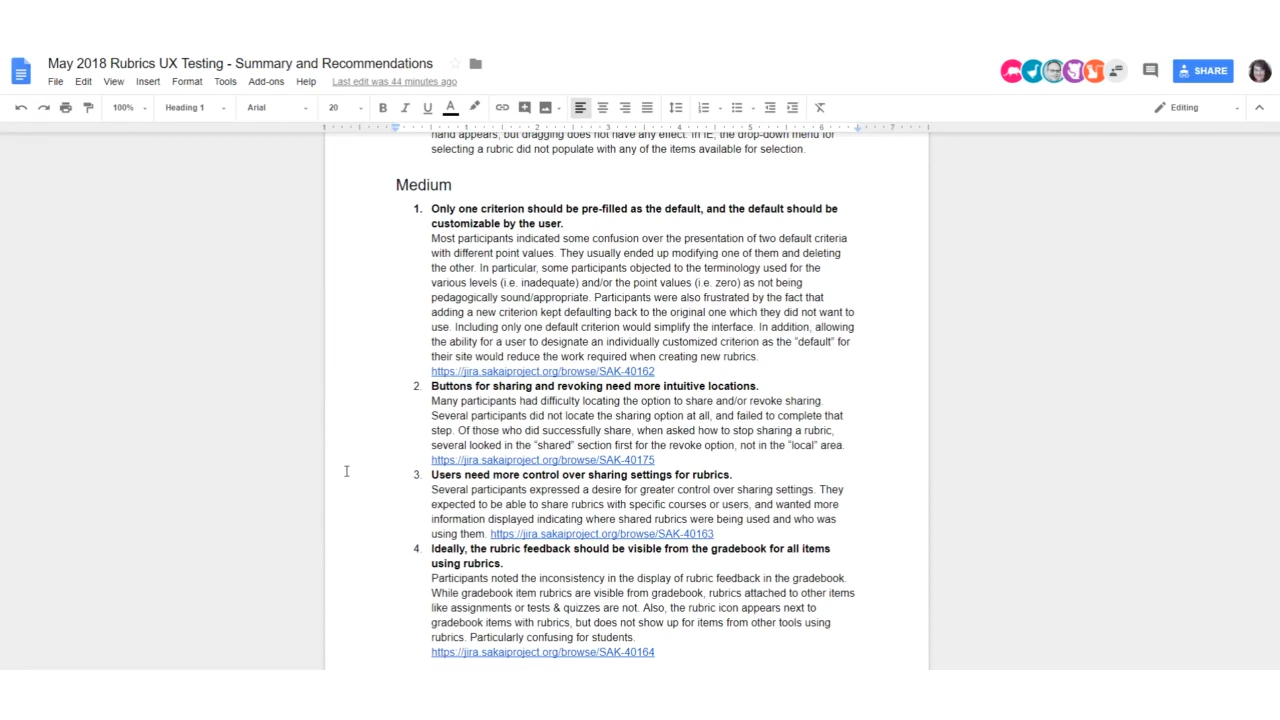 May 2018 Rubrics UX Testing - Summary and Recommendations
File Edit View Insert Format Tools Add-ons Help Last edit was 44 minutes ago
SHARE
100% Heading 1 Arial 20 B I U A Editing
1 1 2 3 4 5 6 7
hand appears, but dragging does not have any effect. In IE, the drop-down menu for
selecting a rubric did not populate with any of the items available for selection.
Medium
1. Only one criterion should be pre-filled as the default, and the default should be
customizable by the user.
Most participants indicated some confusion over the presentation of two default criteria
with different point values. They usually ended up modifying one of them and deleting
the other. In particular, some participants objected to the terminology used for the
various levels (i.e. inadequate) and/or the point values (i.e. zero) as not being
pedagogically sound/appropriate. Participants were also frustrated by the fact that
adding a new criterion kept defaulting back to the original one which they did not want to
use. Including only one default criterion would simplify the interface. In addition, allowing
the ability for a user to designate an individually customized criterion as the “default” for
their site would reduce the work required when creating new rubrics.
https://jira.sakaiproject.org/browse/SAK-40162
2. Buttons for sharing and revoking need more intuitive locations.
Many participants had difficulty locating the option to share and/or revoke sharing.
Several participants did not locate the sharing option at all, and failed to complete that
step. Of those who did successfully share, when asked how to stop sharing a rubric,
several looked in the “shared” section first for the revoke option, not in the “local” area.
https://jira.sakaiproject.org/browse/SAK-40175
3. Users need more control over sharing settings for rubrics.
Several participants expressed a desire for greater control over sharing settings. They
expected to be able to share rubrics with specific courses or users, and wanted more
information displayed indicating where shared rubrics were being used and who was
using them. https://jira.sakaiproject.org/browse/SAK-40163
4. Ideally, the rubric feedback should be visible from the gradebook for all items
using rubrics.
Participants noted the inconsistency in the display of rubric feedback in the gradebook.
While gradebook item rubrics are visible from gradebook, rubrics attached to other items
like assignments or tests & quizzes are not. Also, the rubric icon appears next to
gradebook items with rubrics, but does not show up for items from other tools using
rubrics. Particularly confusing for students.
https://jira.sakaiproject.org/browse/SAK-40164